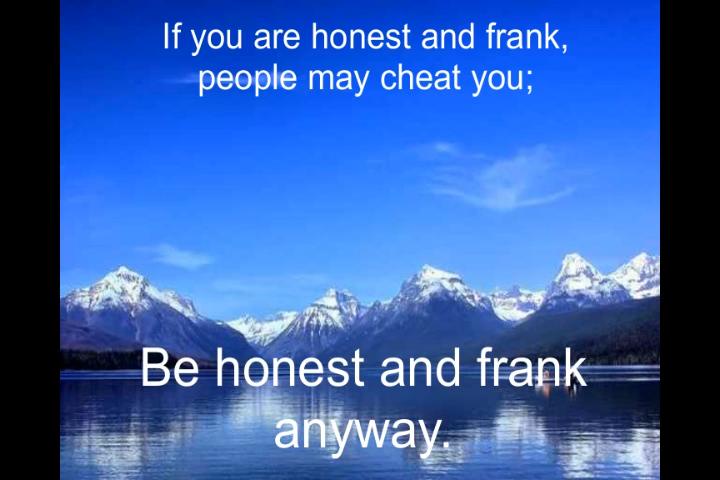 If you are honest and frank,
people may cheat you;
Be honest and frank
anyway.